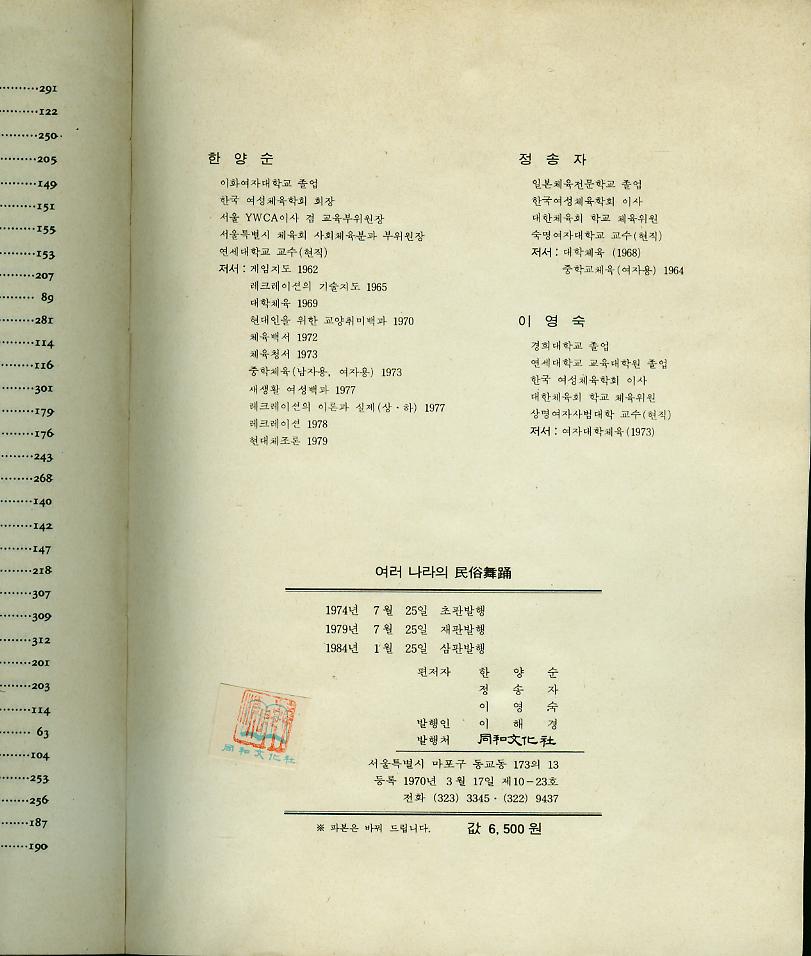 ··········291
··········122
··········250··
··········205
·········149
·········151
·········155
·········153
·········207
········· 89
·········281
·········114
·········116
·········301
·········179
·········176
·········243
·········268
·········140
·········142
·········147
·········218
·········307
·········309
·········312
·········201
·········203
·········114
········· 63
·········104
········253
········256
········187
········190
한 양 순
이화여자대학교 졸업
한국 여성체육학회 회장
서울 YWCA이사 겸 교육부위원장
서울특별시 체육회 사회체육분과 부위원장
연세대학교 교수(현직)
저서: 게임지도 1962
레크레이션의 기술지도 1965
대학체육 1969
현대인을 위한 교양취미백과 1970
체육백서 1972
체육청서 1973
중학체육(남자용, 여자용) 1973
새생활 여성백과 1977
레크레이션의 이론과 실제(상·하) 1977
레크레이션 1978
현대체조론 1979
정 송 자
일본체육전문학교 졸업
한국여성체육학회 이사
대한체육회 학교 체육위원
숙명여자대학교 교수(현직)
저서: 대학체육 (1968)
중학교체육(여자용) 1964
이 영 숙
경희대학교 졸업
연세대학교 교육대학원 졸업
한국 여성체육학회 이사
대한체육회 학교 체육위원
상명여자사범대학 교수(현직)
저서: 여자대학체육(1973)
여러 나라의 民俗舞踊
1974년 7월 25일 초판발행
1979년 7월 25일 재판발행
1984년 1월 25일 삼판발행
편저자 한 양 순
정 송 자
이 영 숙
발행인 이 해 경
발행처 同和文化社
서울특별시 마포구 동교동 173의 13
등록 1970년 3월 17일 제10-23호
전화 (323) 3345·(322) 9437
※ 파본은 바꿔 드립니다. 값 6,500원
同和文化社